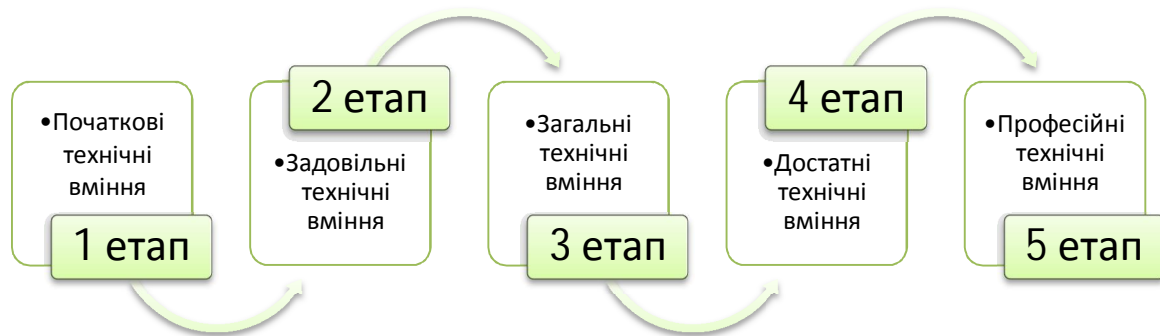 •Початкові
технічні
вміння
1 етап
2 етап
•Задовільні
технічні
вміння
•Загальні
технічні
вміння
3 етап
4 етап
•Достатні
технічні
вміння
•Професійні
технічні
вміння
5 етап